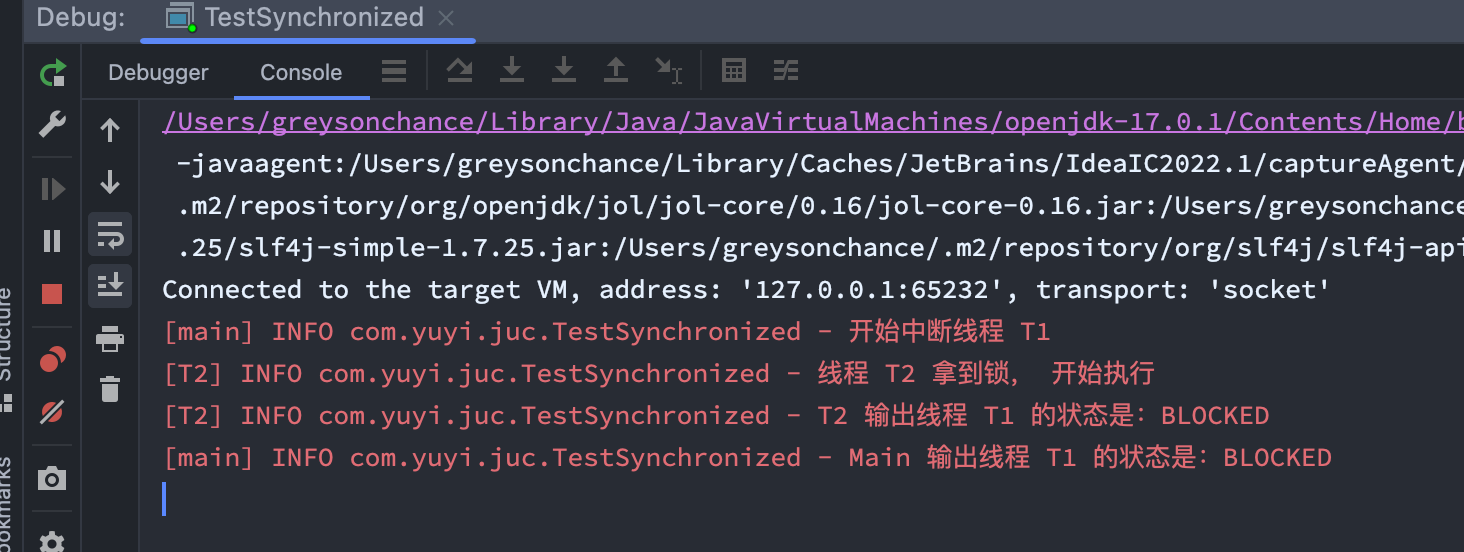 Debug:
TestSynchronized
Debugger
Console
/Users/greysonchance/Library/Java/JavaVirtualMachines/openjdk-17.0.1/Contents/Home/b
-javaagent:/Users/greysonchance/Library/Caches/JetBrains/IdeaIC2022.1/captureAgent/
.m2/repository/org/openjdk/jol/jol-core/0.16/jol-core-0.16.jar:/Users/greysonchance
.25/slf4j-simple-1.7.25.jar:/Users/greysonchance/.m2/repository/org/slf4j/slf4j-api
Connected to the target VM, address: '127.0.0.1:65232', transport: 'socket'
[main] INFO com.yuyi.juc.TestSynchronized - 开始中断线程 T1
[T2] INFO com.yuyi.juc.TestSynchronized - 线程 T2 拿到锁, 开始执行
[T2] INFO com.yuyi.juc.TestSynchronized - T2 输出线程 T1 的状态是: BLOCKED
[main] INFO com.yuyi.juc.TestSynchronized - Main 输出线程 T1 的状态是: BLOCKED
Structure
ookmarks